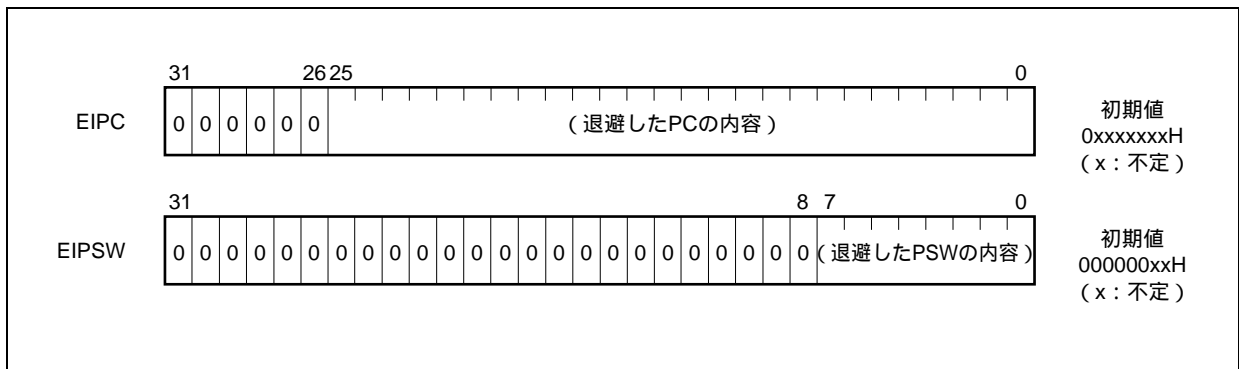 31 26 25 0
EIPC 0 0 0 0 0 0 (退避したPCの内容) 初期値
0xxxxxxxH
(x:不定)
31 8 7 0
EIPSW 0 0 0 0 0 0 0 0 0 0 0 0 0 0 0 0 0 0 0 0 0 0 0 0 (退避したPSWの内容) 初期値
000000xxH
(x:不定)